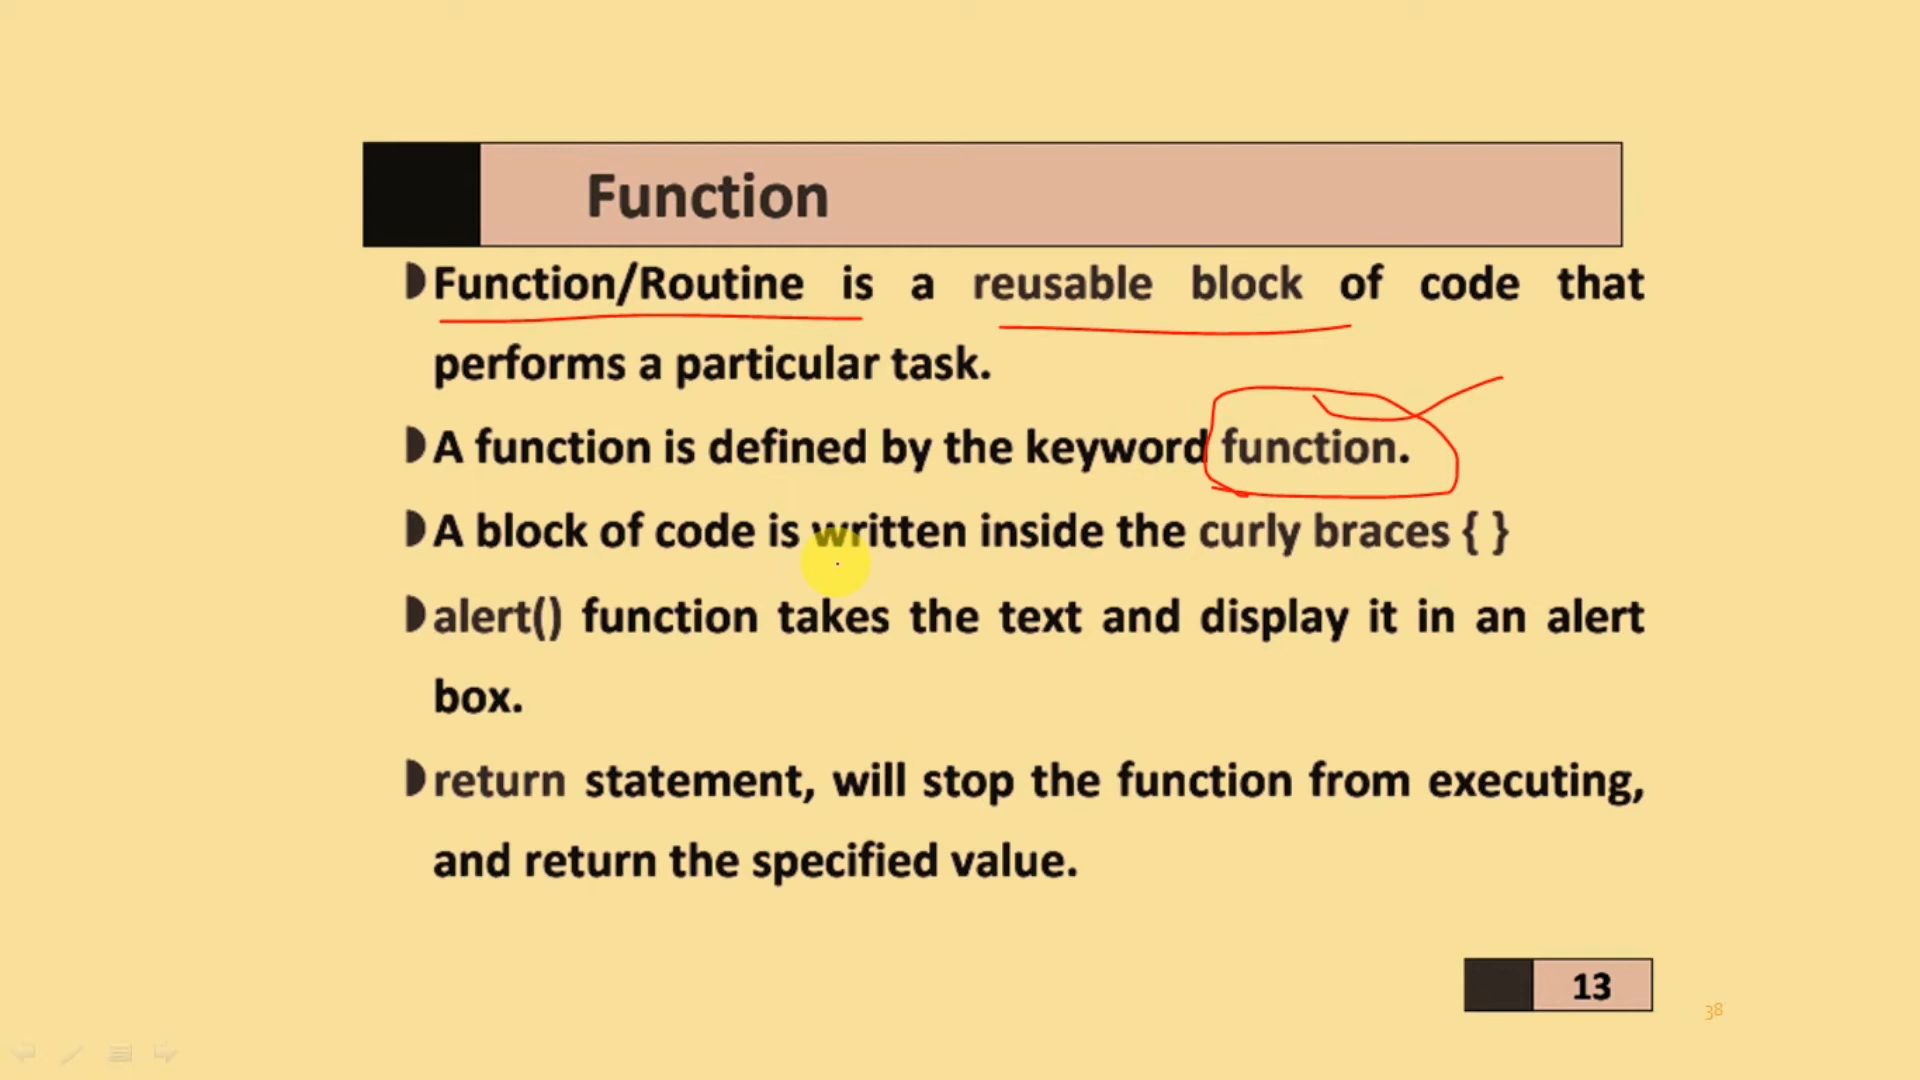 Function
Function/Routine is a reusable block of code that
performs a particular task.
A function is defined by the keyword function.
A block of code is written inside the curly braces { }
alert() function takes the text and display it in an alert
box.
return statement, will stop the function from executing,
and return the specified value.
13
38